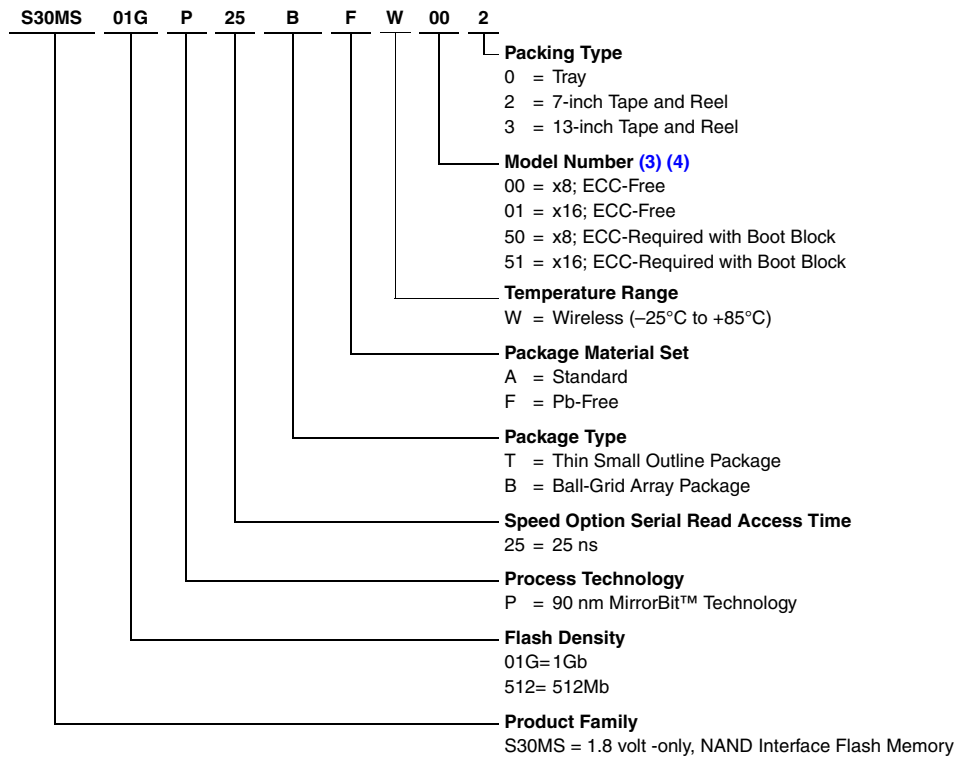 S30MS 01G P 25 B F W 00 2
Packing Type
0 = Tray
2 = 7-inch Tape and Reel
3 = 13-inch Tape and Reel
Model Number (3) (4)
00 = x8; ECC-Free
01 = x16; ECC-Free
50 = x8; ECC-Required with Boot Block
51 = x16; ECC-Required with Boot Block
Temperature Range
W = Wireless (–25°C to +85°C)
Package Material Set
A = Standard
F = Pb-Free
Package Type
T = Thin Small Outline Package
B = Ball-Grid Array Package
Speed Option Serial Read Access Time
25 = 25 ns
Process Technology
P = 90 nm MirrorBit™ Technology
Flash Density
01G=1Gb
512= 512Mb
Product Family
S30MS = 1.8 volt -only, NAND Interface Flash Memory